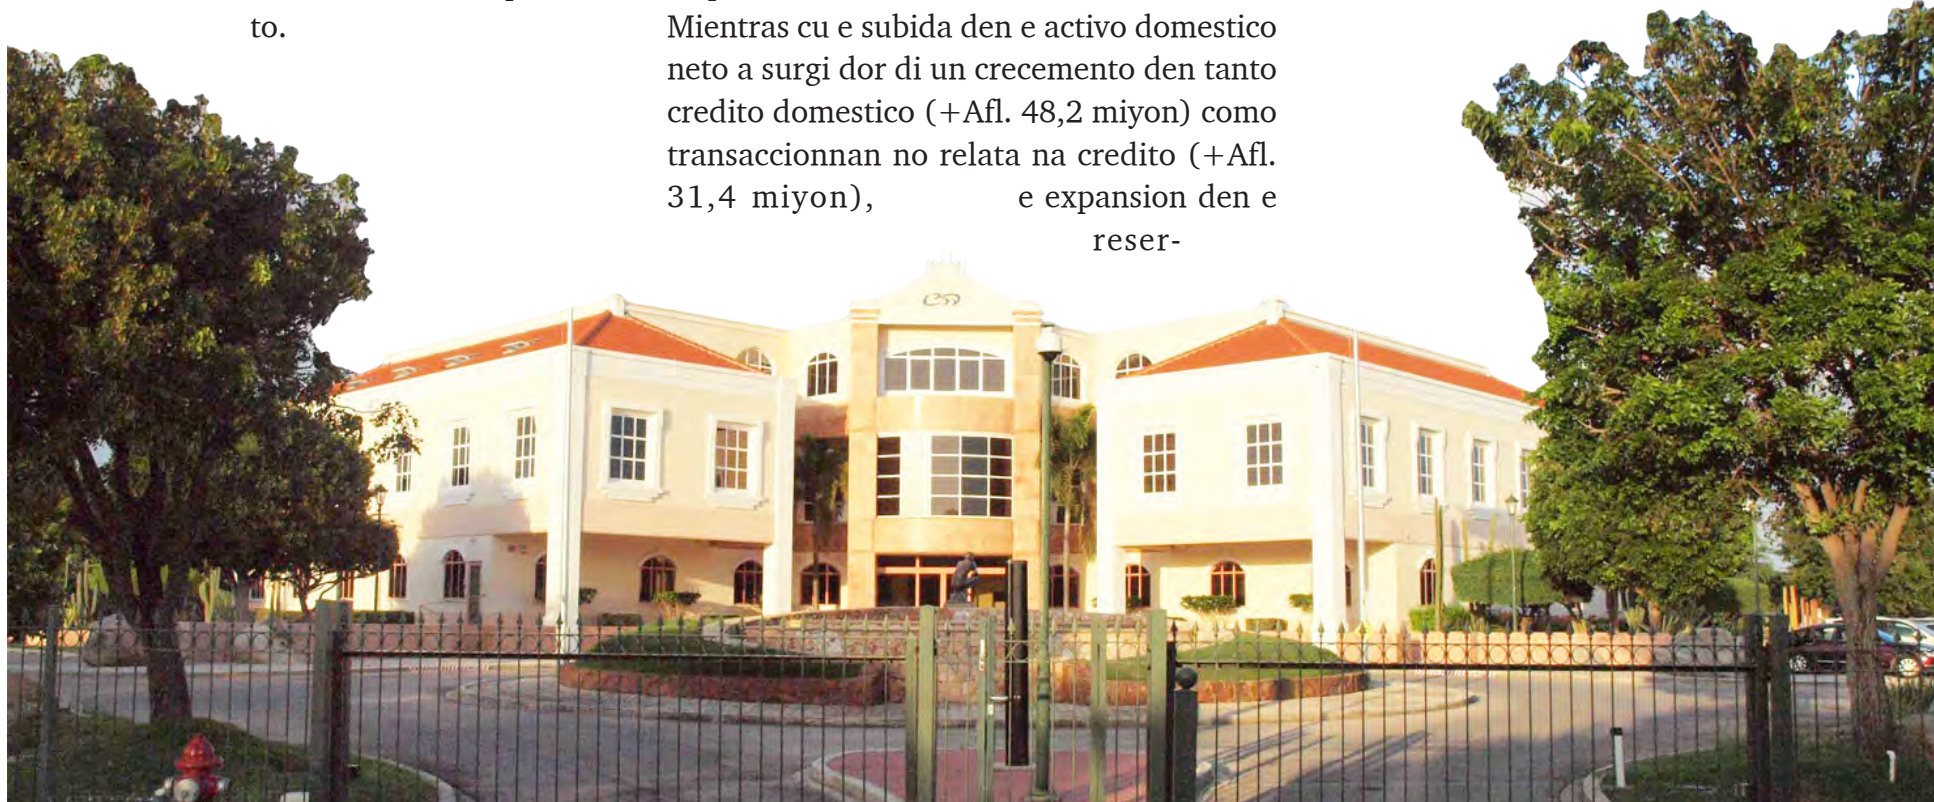 to.
Mientras cu e subida den e activo domestico
neto a surgi dor di un crecemento den tanto
credito domestico (+Afl. 48,2 miyon) como
transaccionnan no relata na credito (+Afl.
31,4 miyon), e expansion den e
reser-